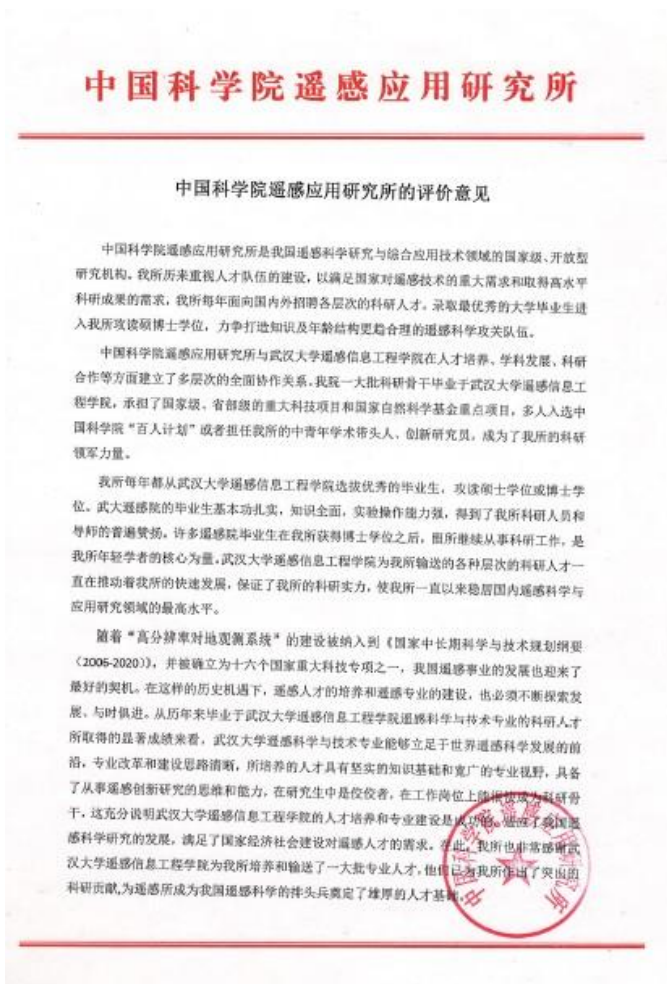 中国科学院遥感应用研究所
中国科学院遥感应用研究所的评价意见
中国科学院遥感应用研究所是我国遥感科学研究与综合应用技术领域的国家级、开放型
研究机构。我所历来重视人才队伍的建设，以满足国家对遥感技术的重大需求和取得高水平
科研成果的需求，我所每年面向国内外招聘各层次的科研人才。录取最优秀的大学毕业生进
入我所攻读硕博士学位，力争打造知识及年龄结构更趋合理的遥感科学攻关队伍。
中国科学院遥感应用研究所与武汉大学遥感信息工程学院在人才培养、学科发展、科研
合作等方面建立了多层次的全面协作关系。我院一大批科研骨干毕业于武汉大学遥感信息工
程学院，承担了国家级、省部级的重大科技项目和国家自然科学基金重点项目，多人入选中
国科学院“百人计划”或者担任我所的中青年学术带头人、创新研究员，成为了我所的科研
领军力量。
我所每年都从武汉大学遥感信息工程学院选拔优秀的毕业生，攻读硕士学位或博士学
位。武大遥感院的毕业生基本功扎实，知识全面，实验操作能力强，得到了我所科研人员和
导师的普遍赞扬。许多遥感院毕业生在我所获得博士学位之后，留所继续从事科研工作，是
我所年轻学者的核心力量。武汉大学遥感信息工程学院为我所输送的各种层次的科研人才一
直在推动着我所的快速发展，保证了我所的科研实力，使我所一直以来稳居国内遥感科学与
应用研究领域的最高水平。
随着“高分辨率对地观测系统”的建设被纳入到《国家中长期科学与技术规划纲要
（2006-2020）》，并被确立为十六个国家重大科技专项之一，我国遥感事业的发展也迎来了
最好的契机。在这样的历史机遇下，遥感人才的培养和遥感专业的建设，也必须不断探索发
展、与时俱进。从历年来毕业于武汉大学遥感信息工程学院遥感科学与技术专业的科研人才
所取得的显著成绩来看，武汉大学遥感科学与技术专业能够立足于世界遥感科学发展的前
沿，专业改革和建设思路清晰，所培养的人才具有坚实的知识基础和宽广的专业视野，具备
了从事遥感创新研究的思维和能力，在研究生中是佼佼者，在工作岗位上能很快成为科研骨
干，这充分说明武汉大学遥感信息工程学院的人才培养和专业建设是成功的，适应了我国遥
感科学研究的发展，满足了国家经济社会建设对遥感人才的需求。在此，我所也非常感谢武
汉大学遥感信息工程学院为我所培养和输送了一大批专业人才，他们已为我所作出了突出的
科研贡献,为遥感所成为我国遥感科学的排头兵奠定了雄厚的人才基础。
中国科学院遥感应用研究所